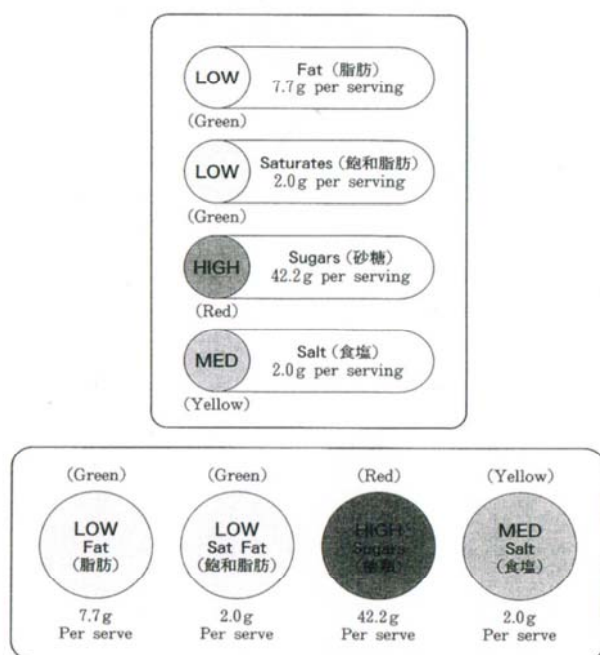 LOW
Fat (脂肪)
7.7g per serving
(Green)
LOW
Saturates (飽和脂肪)
2.0g per serving
(Green)
HIGH
Sugars (砂糖)
42.2g per serving
(Red)
MED
Salt (食塩)
2.0g per serving
(Yellow)
(Green)
LOW
Fat
(脂肪)
7.7g
Per serve
(Green)
LOW
Sat Fat
(飽和脂肪)
2.0g
Per serve
(Red)
HIGH
Sugars
42.2g
Per serve
(Yellow)
MED
Salt
(食塩)
2.0g
Per serve